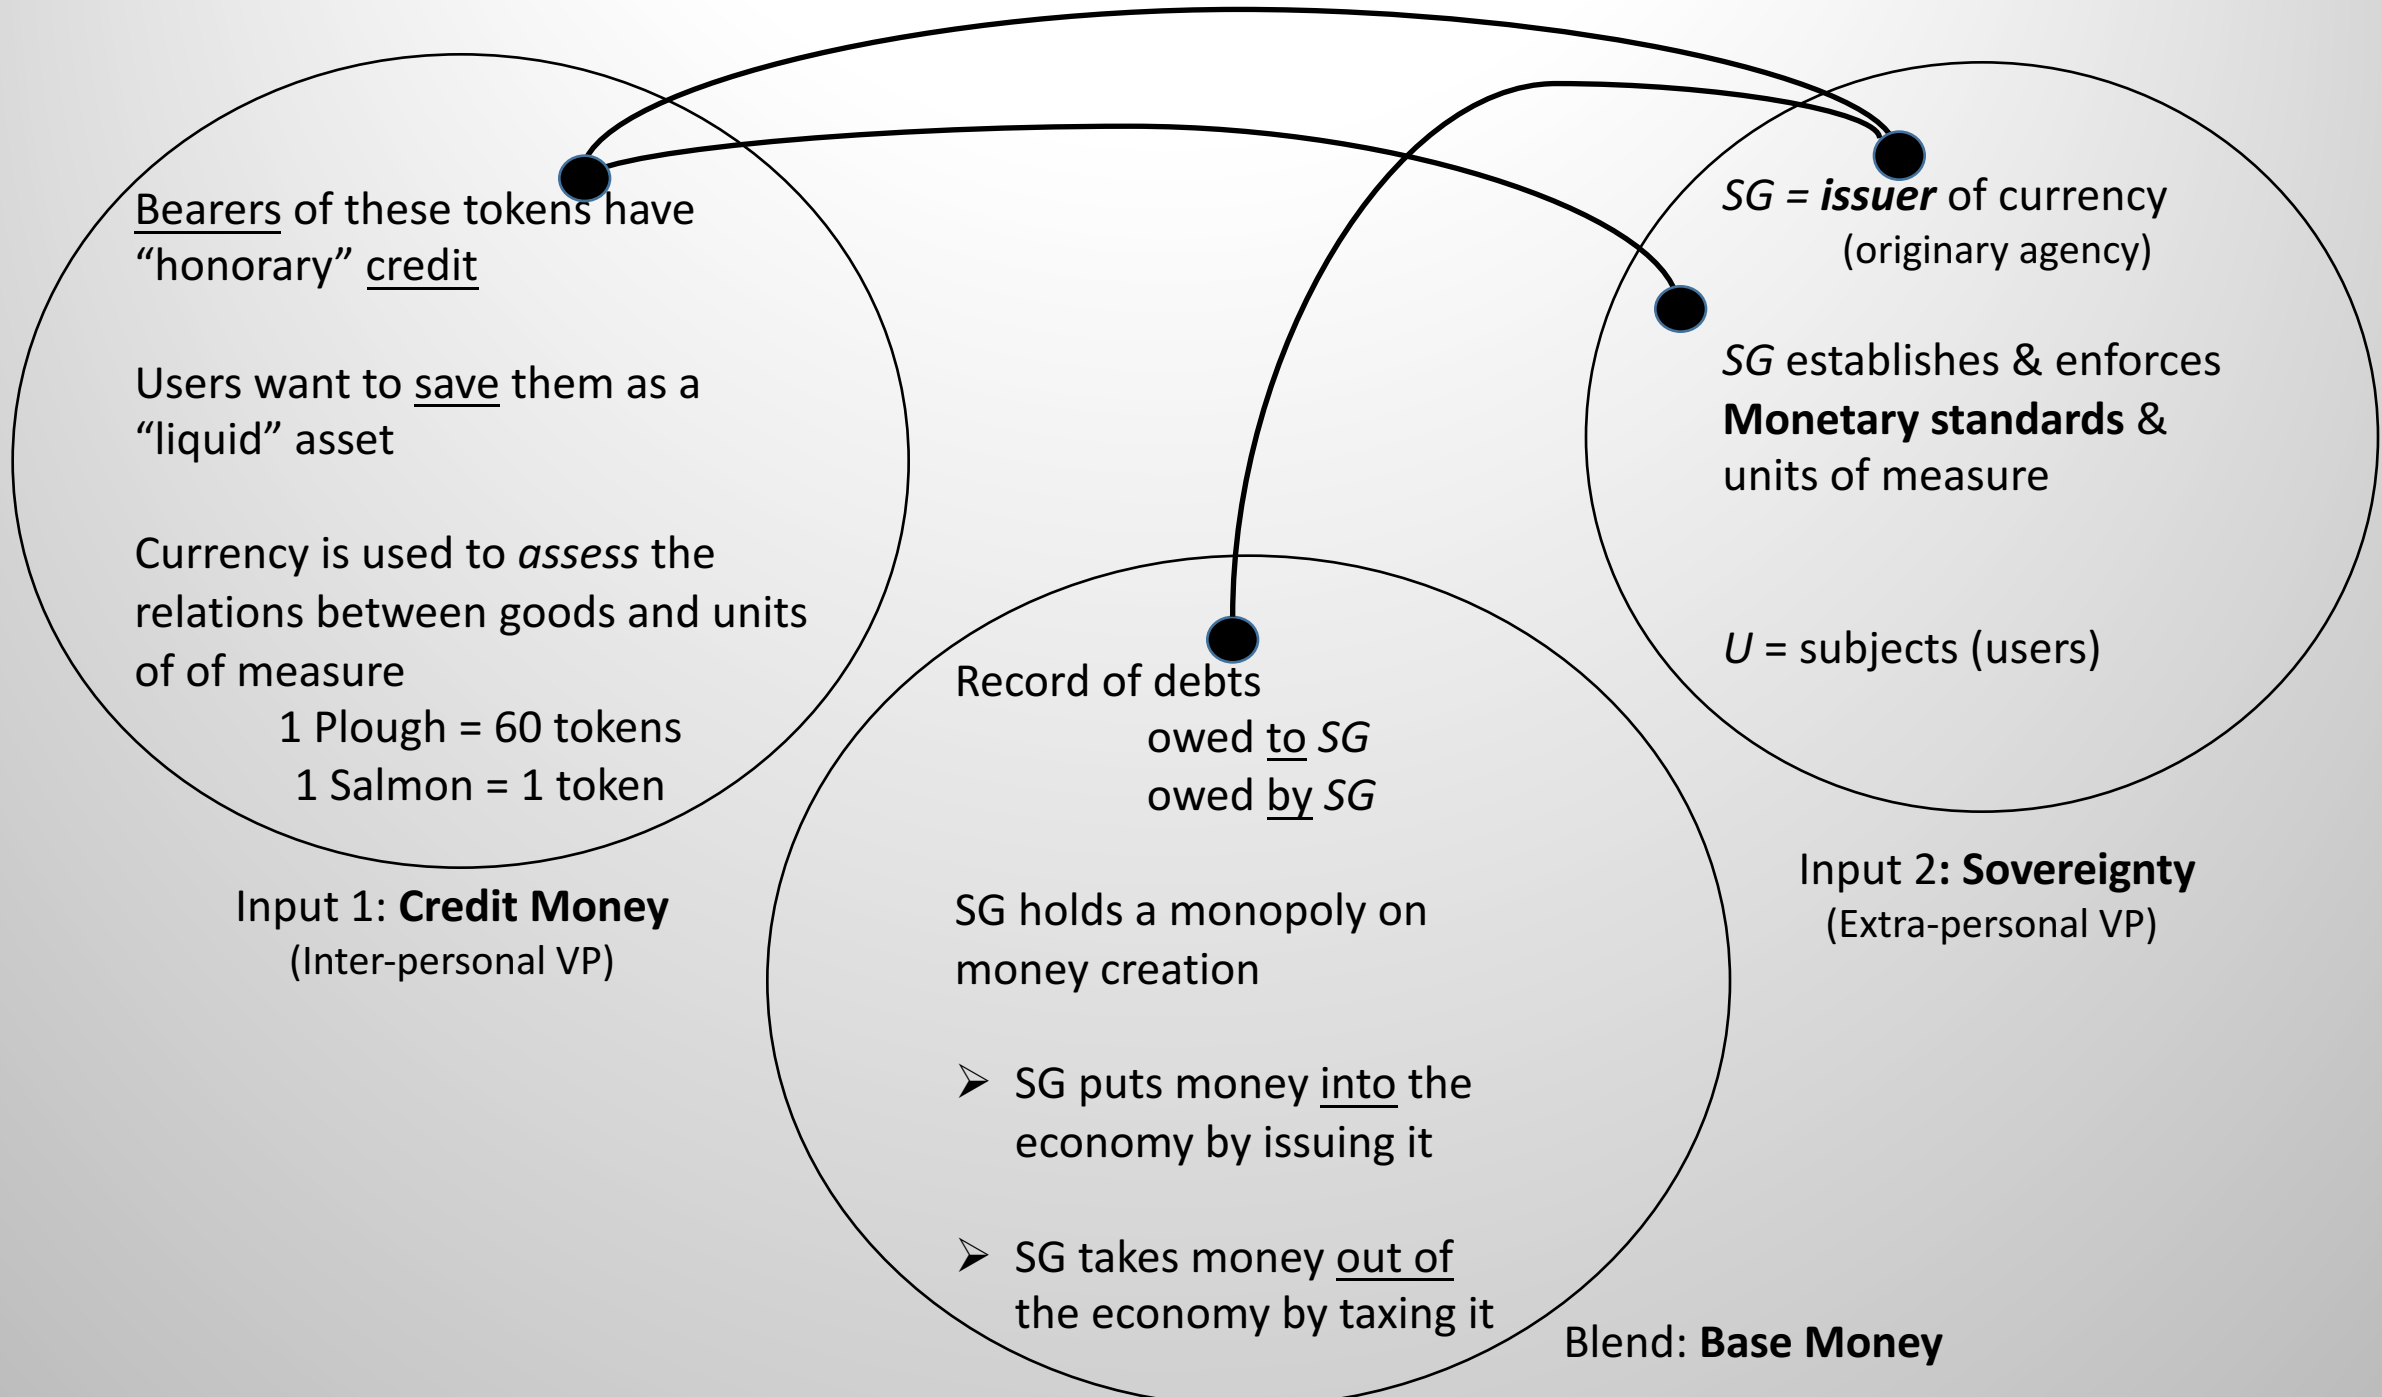 Bearers of these tokens have
“honorary” credit
Users want to save them as a
“liquid” asset
Currency is used to assess the
relations between goods and units
of of measure
1 Plough = 60 tokens
1 Salmon = 1 token
Input 1: Credit Money
(Inter-personal VP)
SG = issuer of currency
(originary agency)
SG establishes & enforces
Monetary standards &
units of measure
U = subjects (users)
Input 2: Sovereignty
(Extra-personal VP)
Record of debts
owed to SG
owed by SG
SG holds a monopoly on
money creation
➢ SG puts money into the
economy by issuing it
➢ SG takes money out of
the economy by taxing it
Blend: Base Money